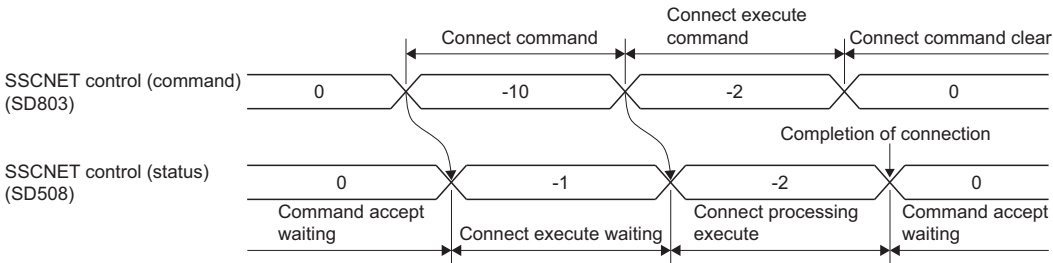 Connect execute
command
Connect command
Connect command clear
SSCNET control (command)
(SD803)
0
-10
-2
0
Completion of connection
SSCNET control (status)
(SD508)
0
-1
-2
0
Command accept
waiting
Connect execute waiting
Connect processing
execute
Command accept
waiting